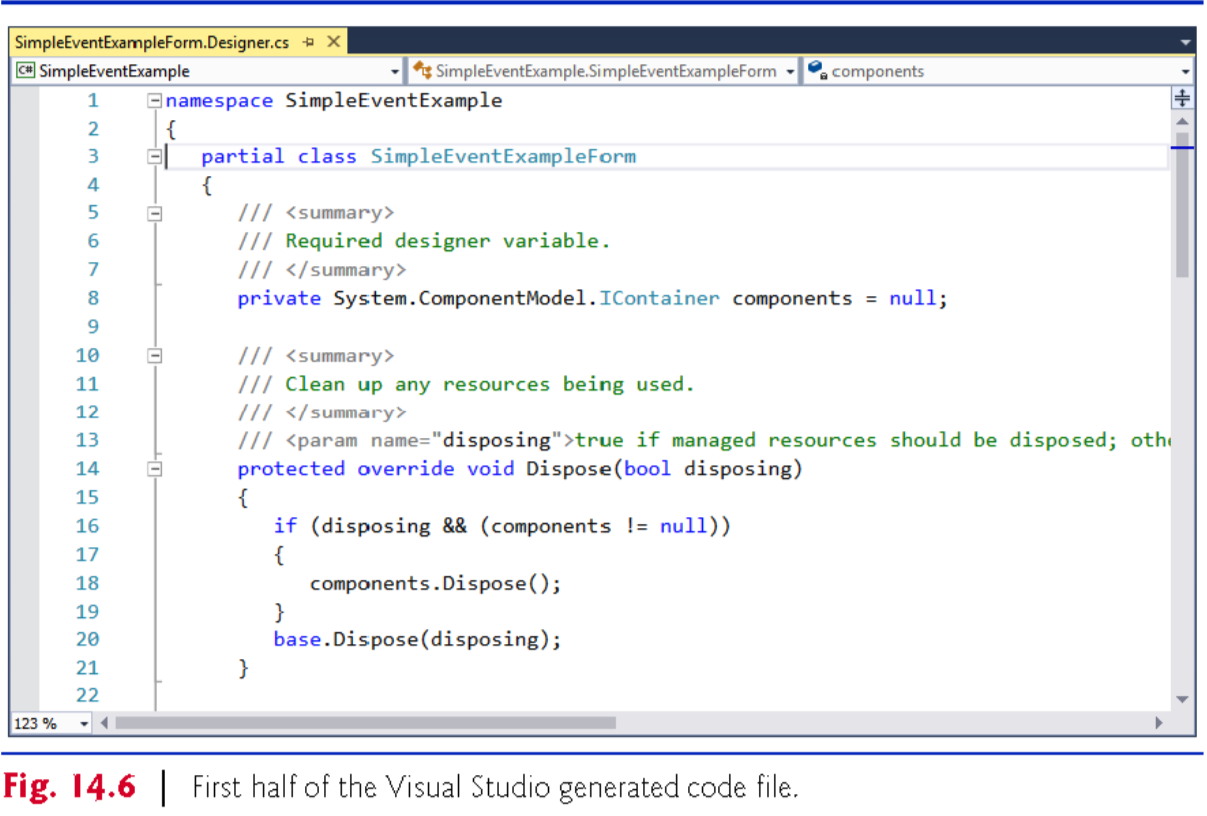 SimpleEventExampleForm.Designer.cs
C# SimpleEventExample SimpleEventExample.SimpleEventExampleForm components
1 namespace SimpleEventExample
2 {
3 partial class SimpleEventExampleForm
4 {
5 /// <summary>
6 /// Required designer variable.
7 /// </summary>
8 private System.ComponentModel.IContainer components = null;
9
10 /// <summary>
11 /// Clean up any resources being used.
12 /// </summary>
13 /// <param name="disposing">true if managed resources should be disposed; othe
14 protected override void Dispose(bool disposing)
15 {
16 if (disposing && (components != null))
17 {
18 components.Dispose();
19 }
20 base.Dispose(disposing);
21 }
22
123 %
Fig. 14.6 | First half of the Visual Studio generated code file.